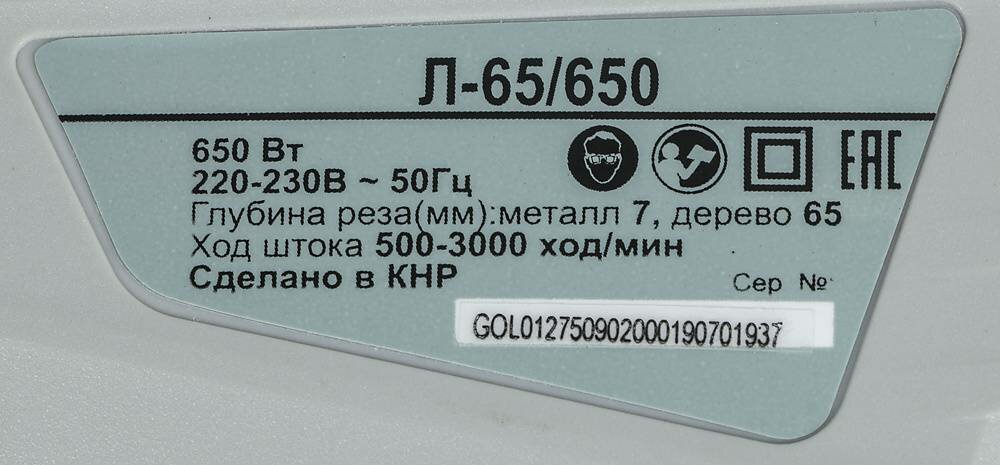 Л-65/650
650 Вт
220-230В ~ 50Гц
Глубина реза(мм):металл 7, дерево 65
Ход штока 500-3000 ход/мин
Сделано в КНР
EAC
Сер №
GOL012750902000190701937